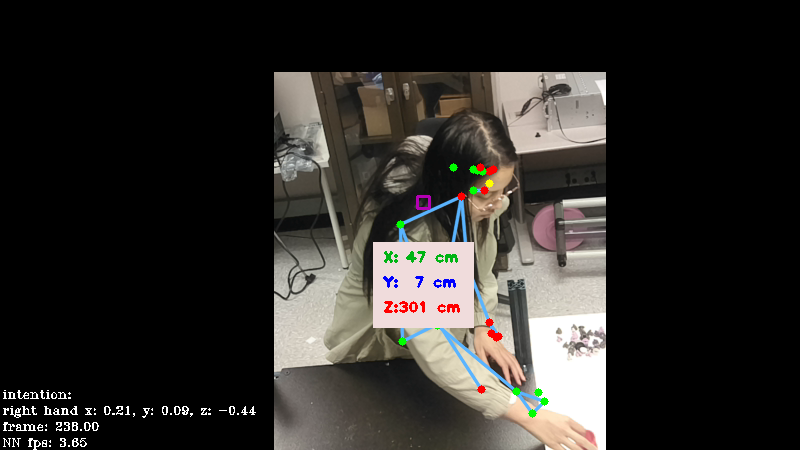 X: 47 cm
Y: 7 cm
Z:301 cm
intention:
right hand x: 0.21, y: 0.09, z: -0.44
frame: 238.00
NN fps: 3.65